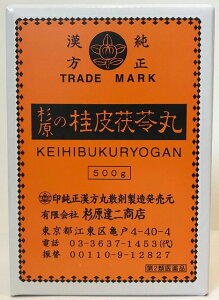 漢方 純正
TRADE MARK
杉原の桂皮茯苓丸
KEIHIBUKURYOGAN
500g
印純正漢方丸散剤製造発売元
有限会社 杉原達二商店
東京都江東区亀戸4-40-4
電話 03-3637-1453(代)
振替 00110-9-12827
第2類医薬品